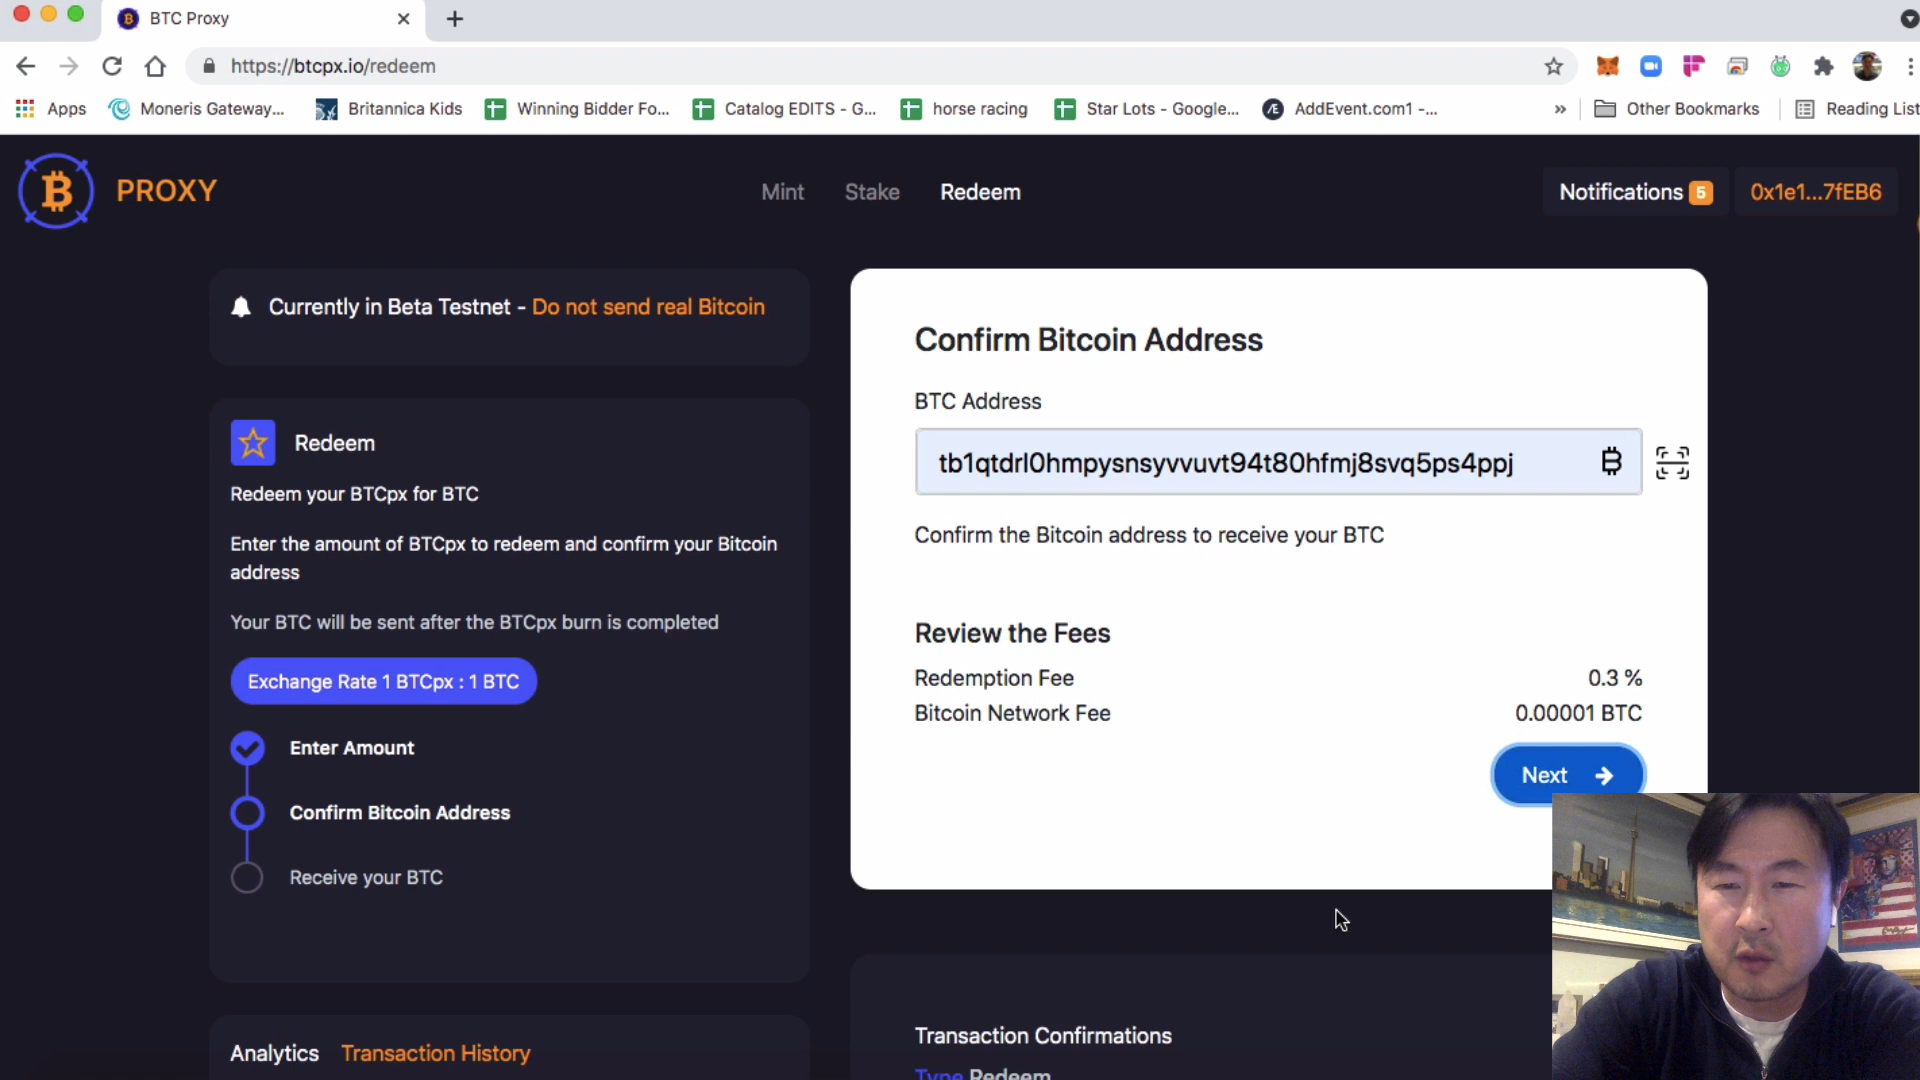 BTC Proxy
https://btcpx.io/redeem
Apps
Moneris Gateway...
Britannica Kids
Winning Bidder Fo...
Catalog EDITS - G...
horse racing
Star Lots - Google...
AddEvent.com1 -...
»
Other Bookmarks
Reading List
PROXY
Mint
Stake
Redeem
Notifications 5
0x1e1...7fEB6
Currently in Beta Testnet - Do not send real Bitcoin
Redeem
Redeem your BTCpx for BTC
Enter the amount of BTCpx to redeem and confirm your Bitcoin
address
Your BTC will be sent after the BTCpx burn is completed
Exchange Rate 1 BTCpx : 1 BTC
Enter Amount
Confirm Bitcoin Address
Receive your BTC
Analytics
Transaction History
Confirm Bitcoin Address
BTC Address
tb1qtdrl0hmpysnsyvvuvt94t80hfmj8svq5ps4ppj
Confirm the Bitcoin address to receive your BTC
Review the Fees
Redemption Fee 0.3 %
Bitcoin Network Fee 0.00001 BTC
Next
Transaction Confirmations
Type Redeem